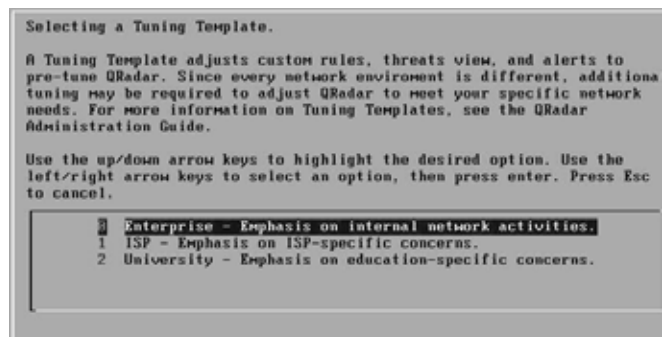 Selecting a Tuning Template.
A Tuning Template adjusts custom rules, threats view, and alerts to
pre-tune QRadar. Since every network enviroment is different, additiona
tuning may be required to adjust QRadar to meet your specific network
needs. For more information on Tuning Templates, see the QRadar
Administration Guide.
Use the up/down arrow keys to highlight the desired option. Use the
left/right arrow keys to select an option, then press enter. Press Esc
to cancel.
0 Enterprise - Emphasis on internal network activities.
1 ISP - Emphasis on ISP-specific concerns.
2 University - Emphasis on education-specific concerns.